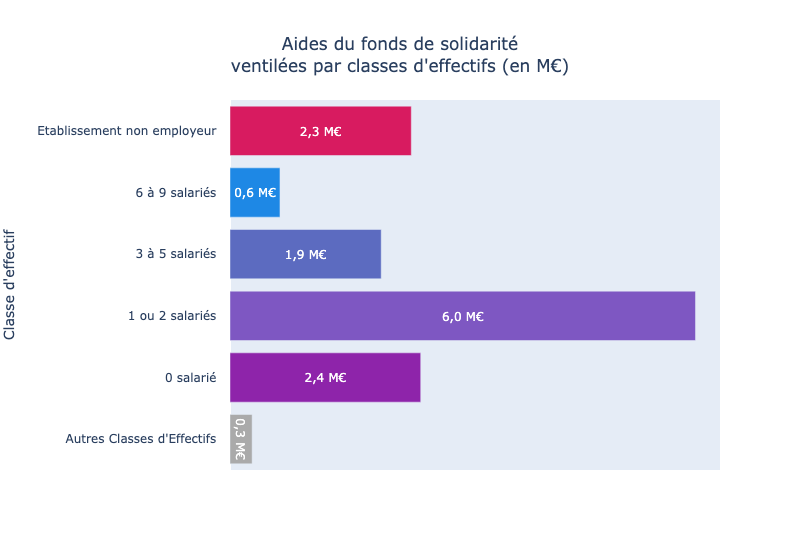 Aides du fonds de solidarité
ventilées par classes d'effectifs (en M€)
Classe d'effectif
Etablissement non employeur
2,3 M€
6 à 9 salariés
0,6 M€
3 à 5 salariés
1,9 M€
1 ou 2 salariés
6,0 M€
0 salarié
2,4 M€
Autres Classes d'Effectifs
0,3 M€